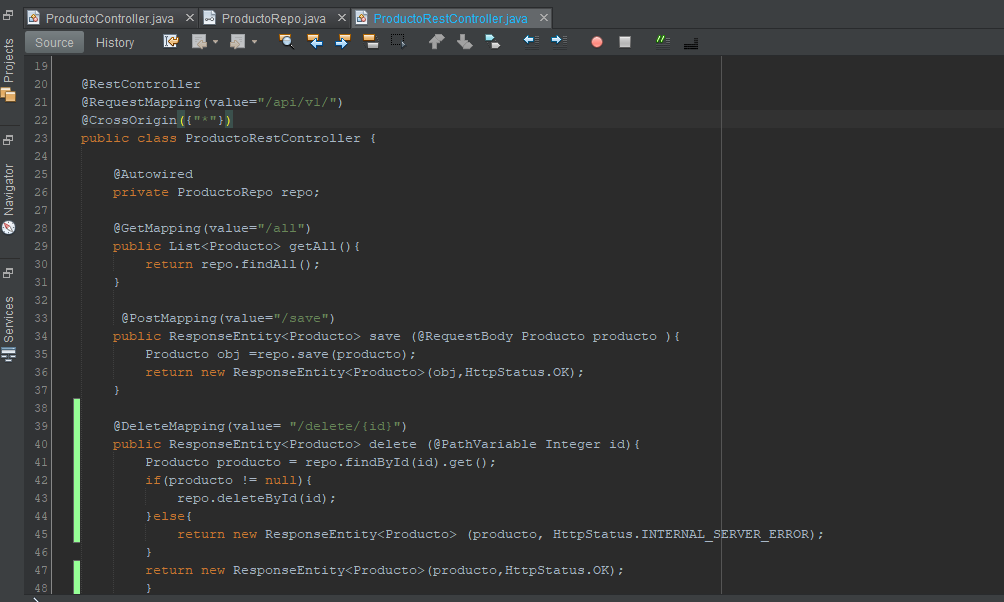 ProductoController.java
ProductoRepo.java
ProductoRestController.java
Source
History
Projects
Navigator
Services
19
20 @RestController
21 @RequestMapping(value="/api/v1/")
22 @CrossOrigin({"*"})
23 public class ProductoRestController {
24
25 @Autowired
26 private ProductoRepo repo;
27
28 @GetMapping(value="/all")
29 public List<Producto> getAll(){
30 return repo.findAll();
31 }
32
33 @PostMapping(value="/save")
34 public ResponseEntity<Producto> save (@RequestBody Producto producto ){
35 Producto obj =repo.save(producto);
36 return new ResponseEntity<Producto>(obj,HttpStatus.OK);
37 }
38
39 @DeleteMapping(value= "/delete/{id}")
40 public ResponseEntity<Producto> delete (@PathVariable Integer id){
41 Producto producto = repo.findById(id).get();
42 if(producto != null){
43 repo.deleteById(id);
44 }else{
45 return new ResponseEntity<Producto> (producto, HttpStatus.INTERNAL_SERVER_ERROR);
46 }
47 return new ResponseEntity<Producto>(producto,HttpStatus.OK);
48 }